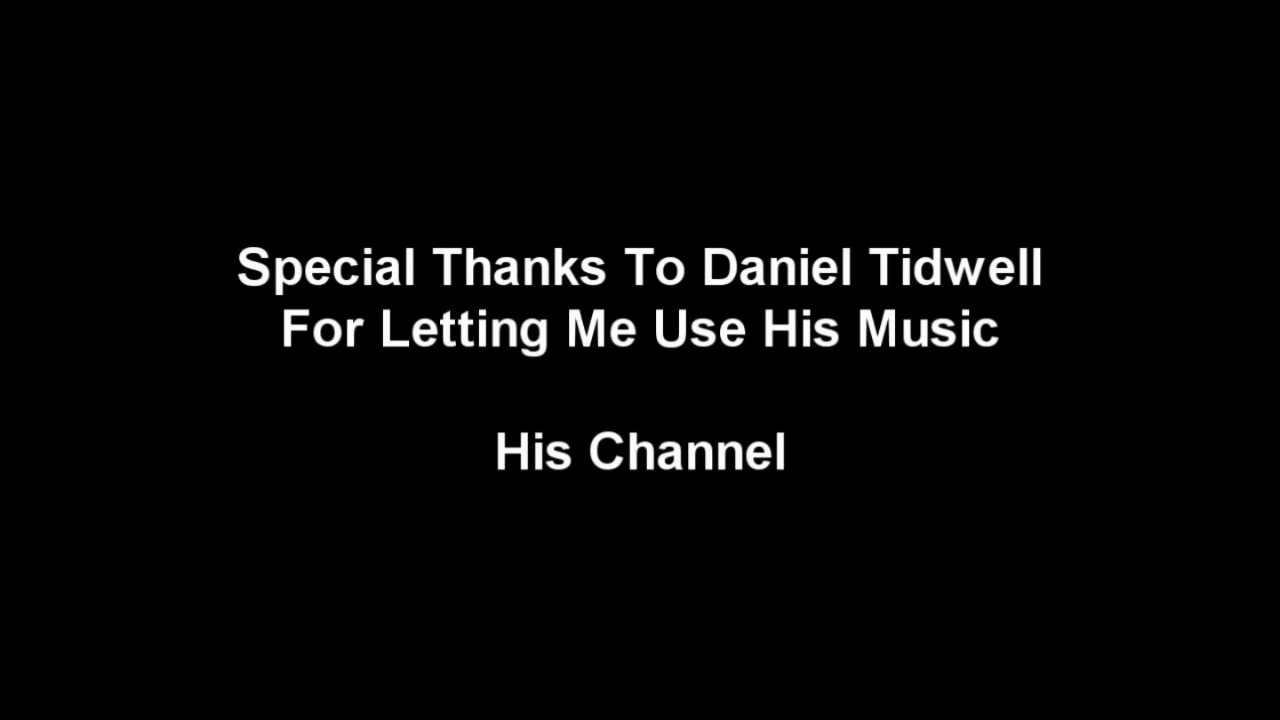 Special Thanks To Daniel Tidwell
For Letting Me Use His Music
His Channel